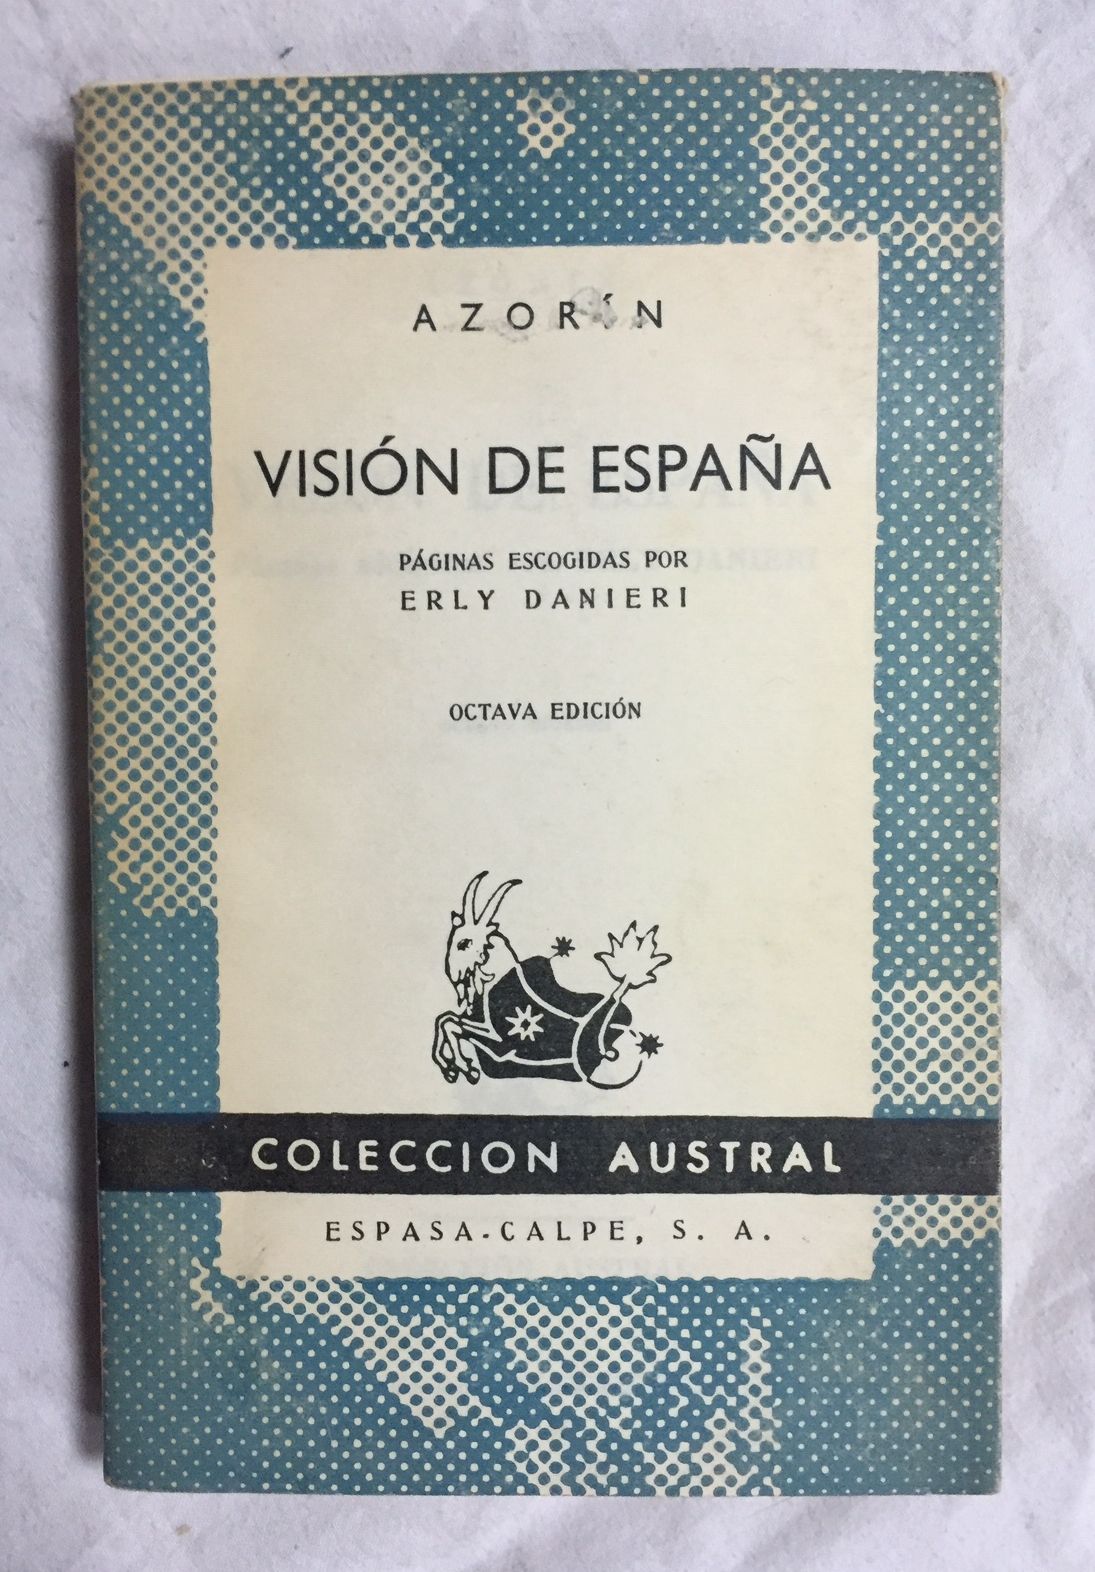 AZORÍN
VISIÓN DE ESPAÑA
PÁGINAS ESCOGIDAS POR
ERLY DANIERI
OCTAVA EDICIÓN
COLECCION AUSTRAL
ESPASA-CALPE, S. A.